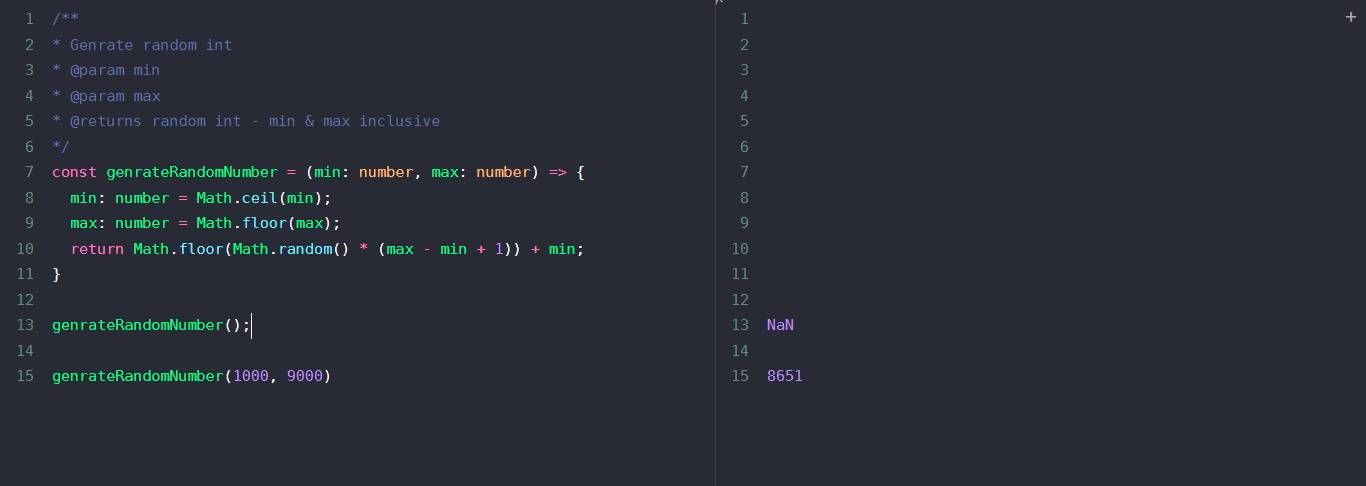 1 /**
2 * Genrate random int
3 * @param min
4 * @param max
5 * @returns random int - min & max inclusive
6 */
7 const genrateRandomNumber = (min: number, max: number) => {
8   min: number = Math.ceil(min);
9   max: number = Math.floor(max);
10   return Math.floor(Math.random() * (max - min + 1)) + min;
11 }
12
13 genrateRandomNumber();
14
15 genrateRandomNumber(1000, 9000)
+
1
2
3
4
5
6
7
8
9
10
11
12
13 NaN
14
15 8651